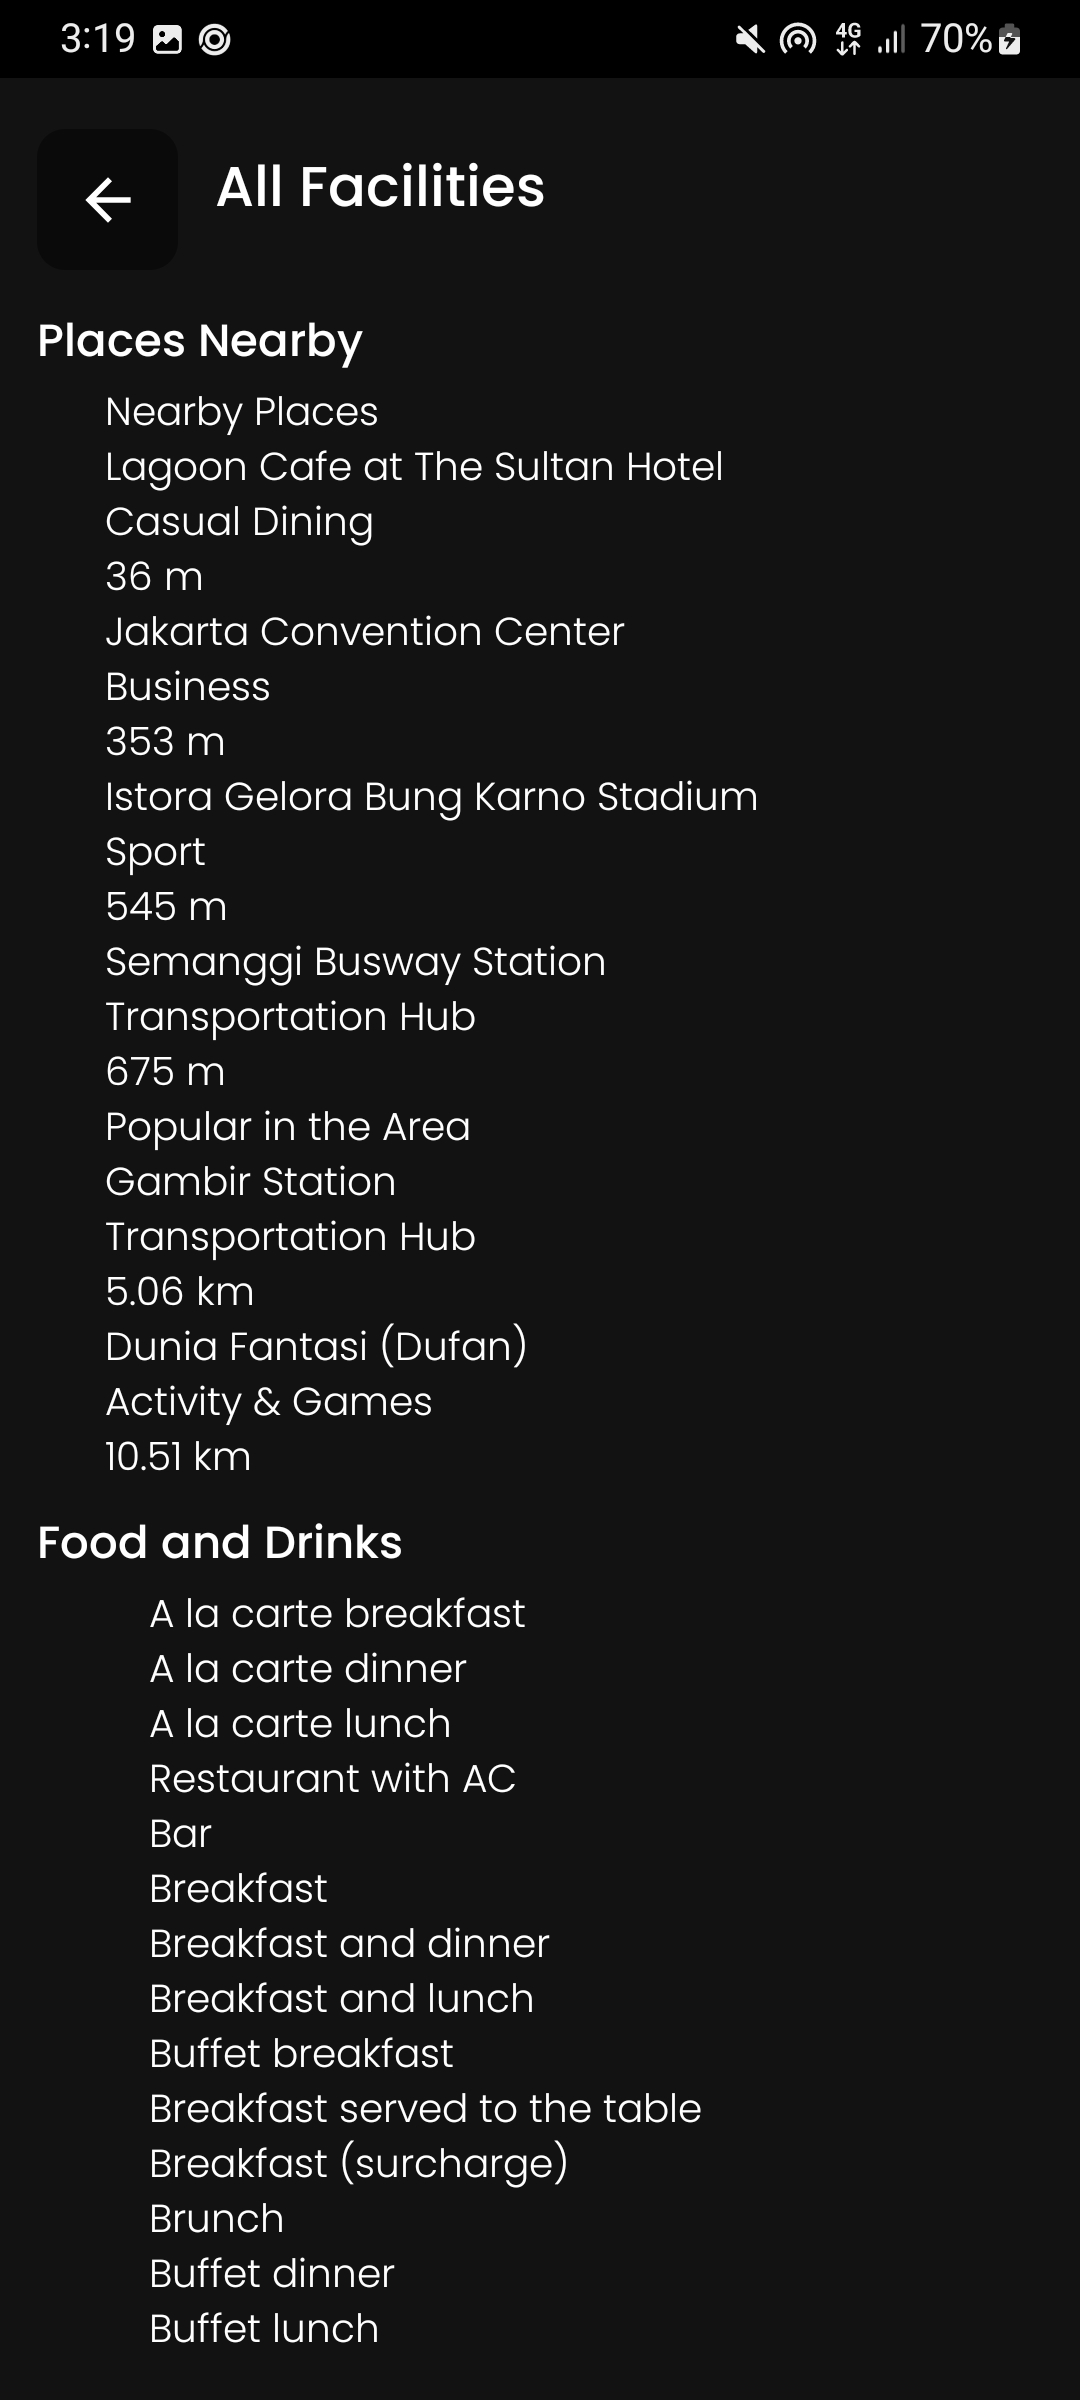 3:19 4G 70%
All Facilities
Places Nearby
Nearby Places
Lagoon Cafe at The Sultan Hotel
Casual Dining
36 m
Jakarta Convention Center
Business
353 m
Istora Gelora Bung Karno Stadium
Sport
545 m
Semanggi Busway Station
Transportation Hub
675 m
Popular in the Area
Gambir Station
Transportation Hub
5.06 km
Dunia Fantasi (Dufan)
Activity & Games
10.51 km
Food and Drinks
A la carte breakfast
A la carte dinner
A la carte lunch
Restaurant with AC
Bar
Breakfast
Breakfast and dinner
Breakfast and lunch
Buffet breakfast
Breakfast served to the table
Breakfast (surcharge)
Brunch
Buffet dinner
Buffet lunch